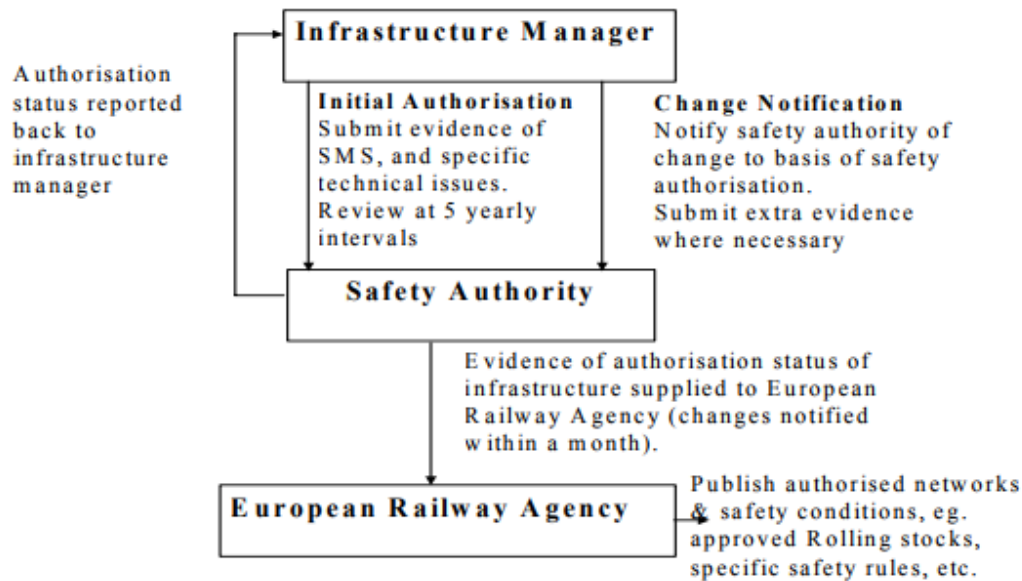 Infrastructure Manager
Authorisation
status reported
back to
infrastructure
manager
Initial Authorisation
Submit evidence of
SMS, and specific
technical issues.
Review at 5 yearly
intervals
Change Notification
Notify safety authority of
change to basis of safety
authorisation.
Submit extra evidence
where necessary
Safety Authority
Evidence of authorisation status of
infrastructure supplied to European
Railway Agency (changes notified
within a month).
European Railway Agency
Publish authorised networks
& safety conditions, eg.
approved Rolling stocks,
specific safety rules, etc.